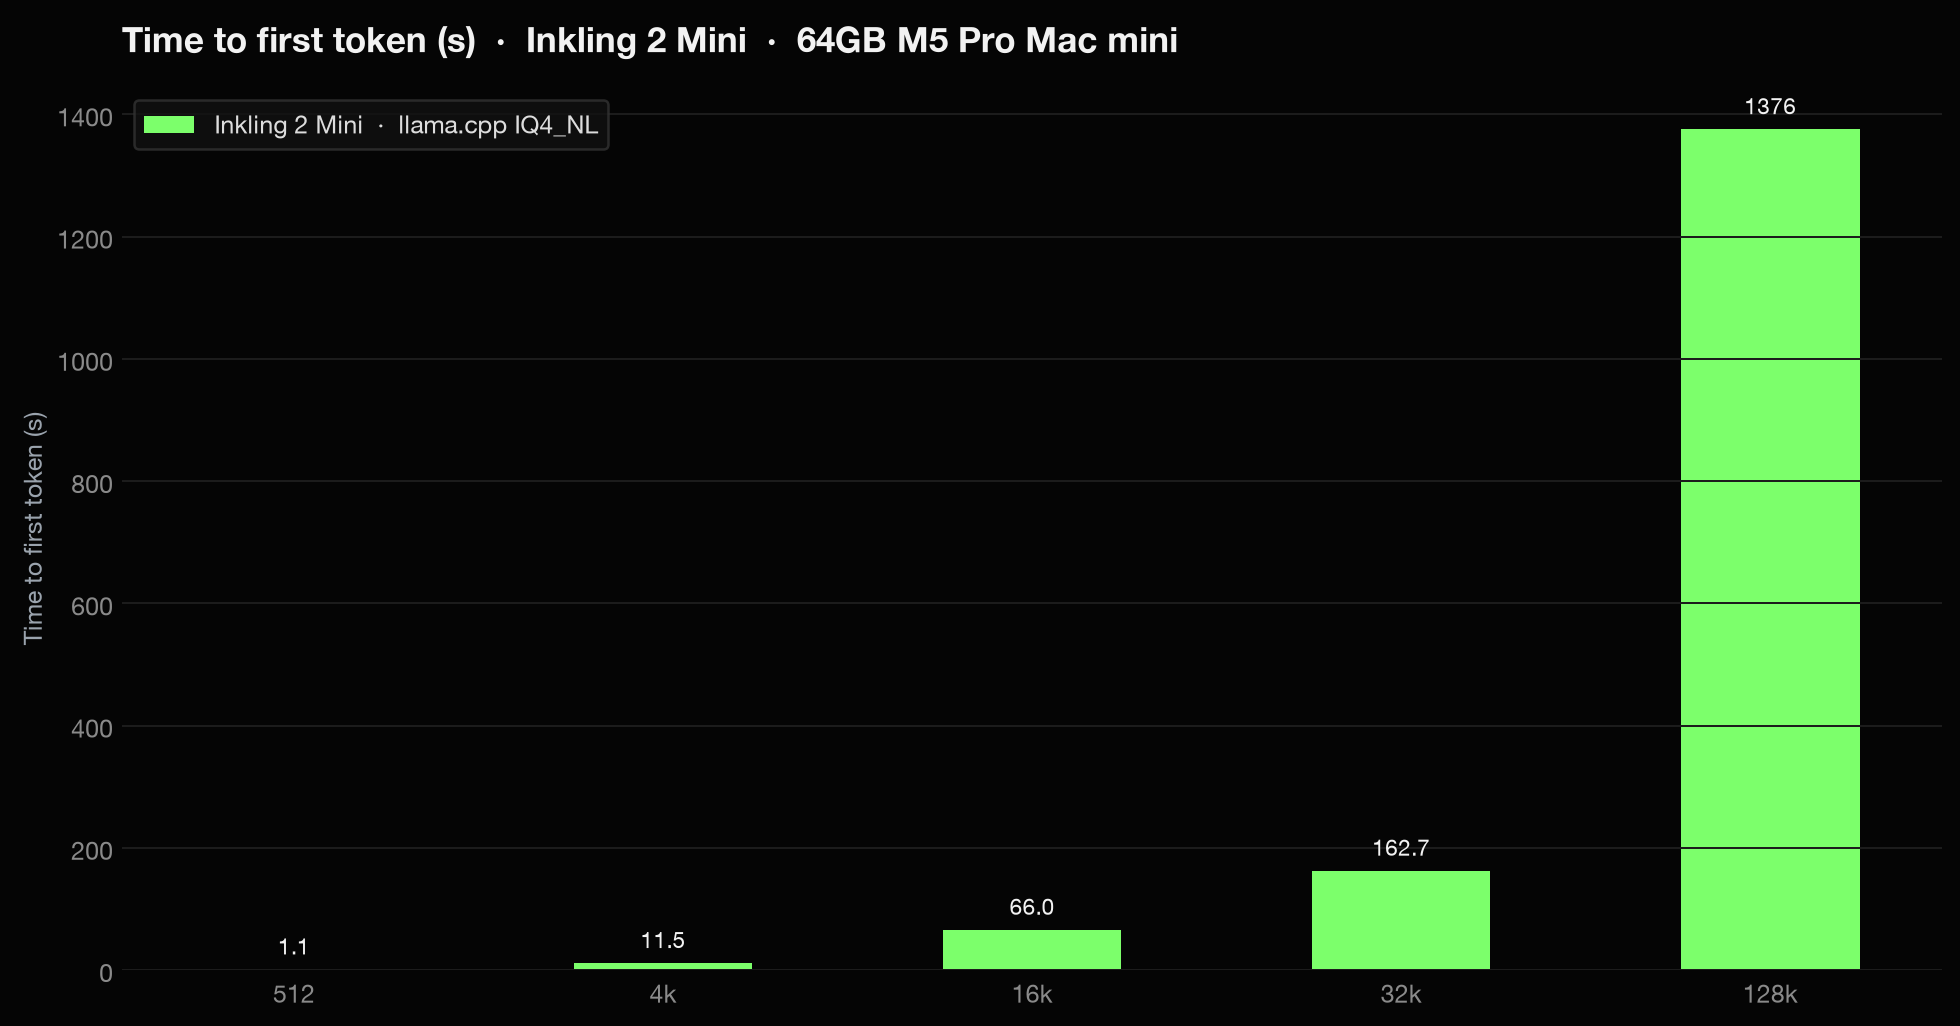 Time to first token (s) · Inkling 2 Mini · 64GB M5 Pro Mac mini
Inkling 2 Mini · llama.cpp IQ4_NL
Time to first token (s)
1400
1200
1000
800
600
400
200
0
1.1
11.5
66.0
162.7
1376
512
4k
16k
32k
128k